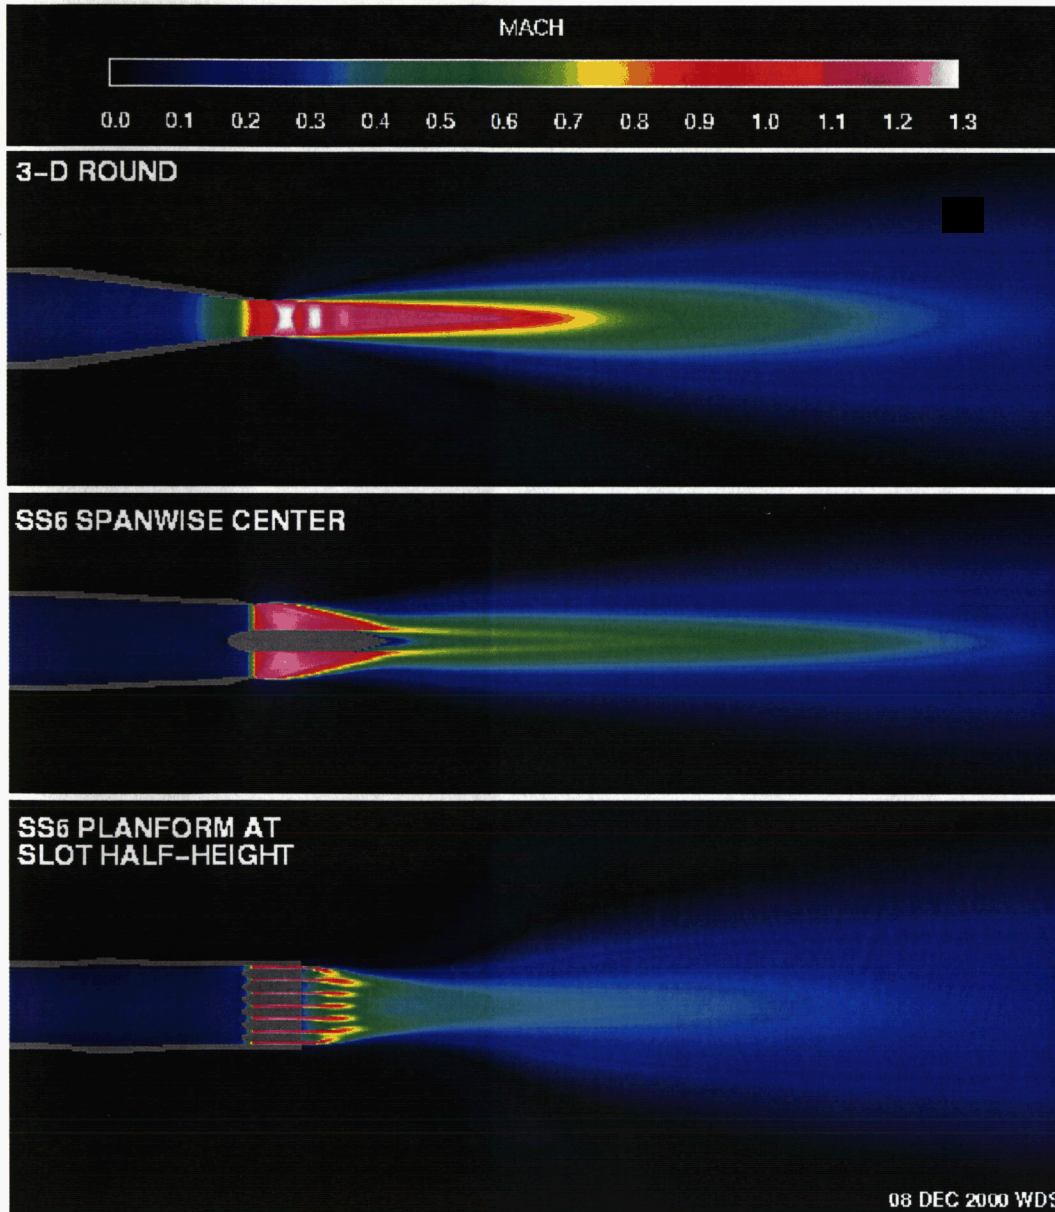 MACH
0.0 0.1 0.2 0.3 0.4 0.5 0.6 0.7 0.8 0.9 1.0 1.1 1.2 1.3
3-D ROUND
SS6 SPANWISE CENTER
SS6 PLANFORM AT
SLOT HALF-HEIGHT
08 DEC 2000 WDS